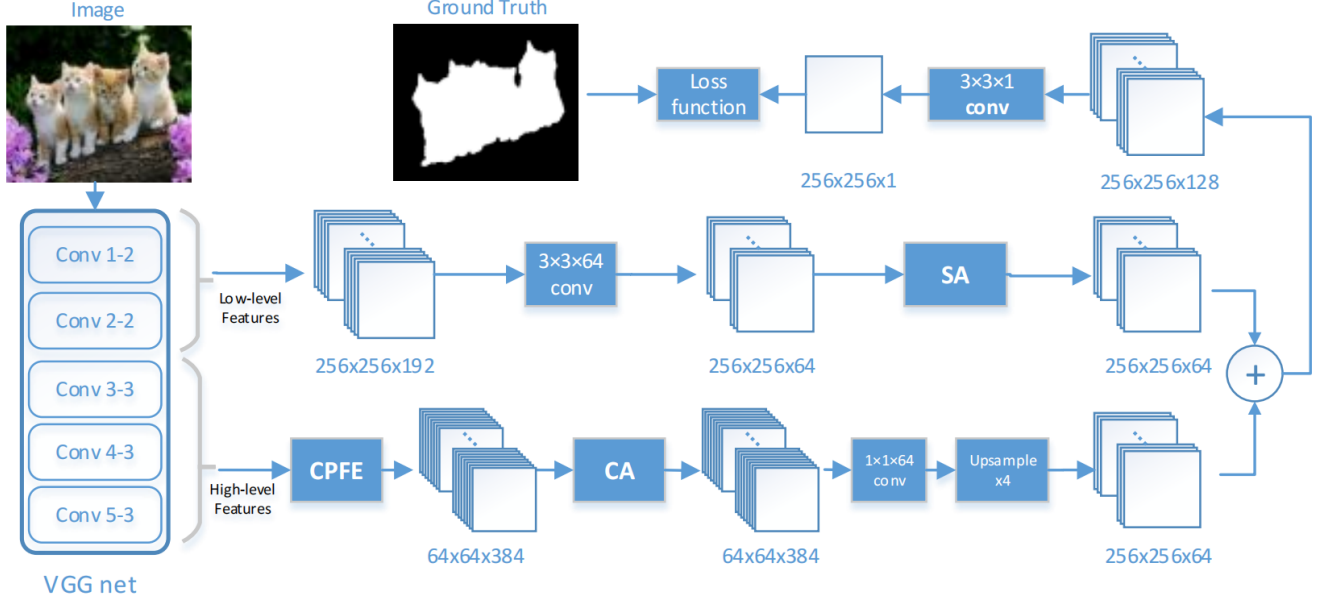 Image
Ground Truth
Loss
function
3×3×1
conv
256x256x1
256x256x128
Conv 1-2
Conv 2-2
Conv 3-3
Conv 4-3
Conv 5-3
VGG net
Low-level
Features
256x256x192
3×3×64
conv
256x256x64
SA
256x256x64
+
High-level
Features
CPFE
64x64x384
CA
64x64x384
1×1×64
conv
Upsample
x4
256x256x64